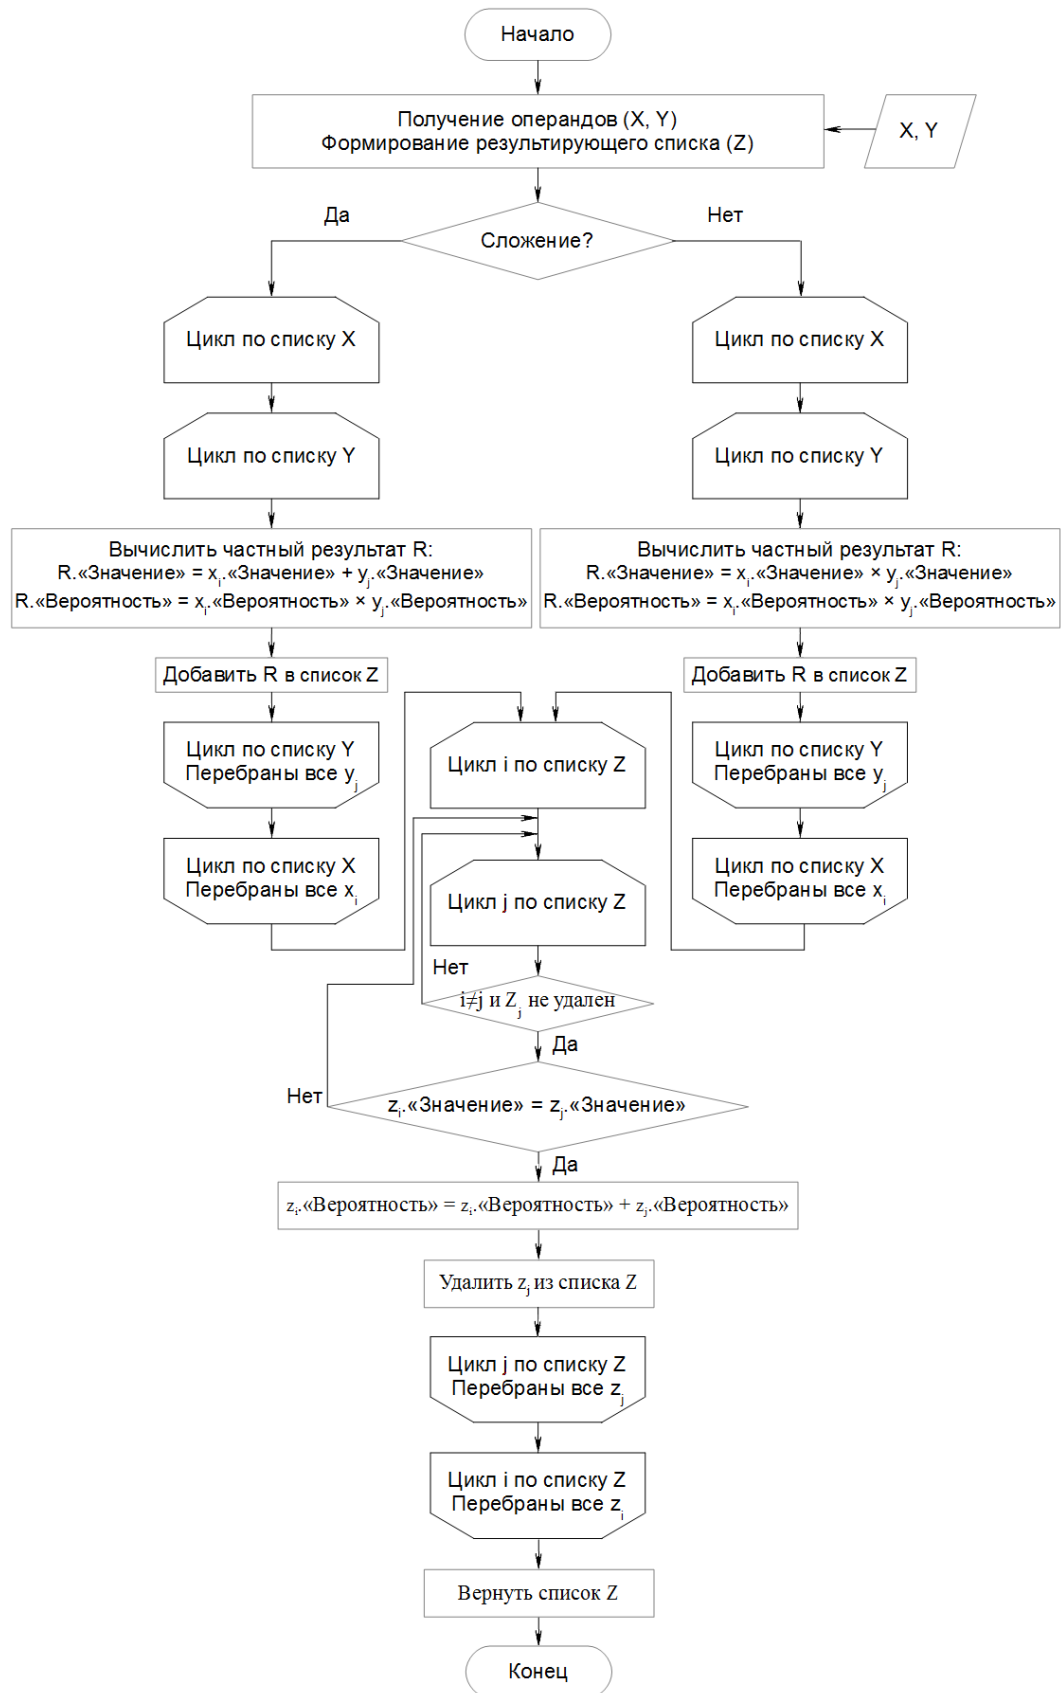 Начало
Получение операндов (X, Y)
Формирование результирующего списка (Z)
X, Y
Да
Нет
Сложение?
Цикл по списку X
Цикл по списку X
Цикл по списку Y
Цикл по списку Y
Вычислить частный результат R:
R.«Значение» = xᵢ.«Значение» + yⱼ.«Значение»
R.«Вероятность» = xᵢ.«Вероятность» × yⱼ.«Вероятность»
Вычислить частный результат R:
R.«Значение» = xᵢ.«Значение» × yⱼ.«Значение»
R.«Вероятность» = xᵢ.«Вероятность» × yⱼ.«Вероятность»
Добавить R в список Z
Добавить R в список Z
Цикл по списку Y
Перебраны все yⱼ
Цикл i по списку Z
Цикл по списку Y
Перебраны все yⱼ
Цикл по списку X
Перебраны все xᵢ
Цикл j по списку Z
Цикл по списку X
Перебраны все xᵢ
Нет
i≠j и Zⱼ не удален
Да
Нет
zᵢ.«Значение» = zⱼ.«Значение»
Да
zᵢ.«Вероятность» = zᵢ.«Вероятность» + zⱼ.«Вероятность»
Удалить zⱼ из списка Z
Цикл j по списку Z
Перебраны все zⱼ
Цикл i по списку Z
Перебраны все zᵢ
Вернуть список Z
Конец